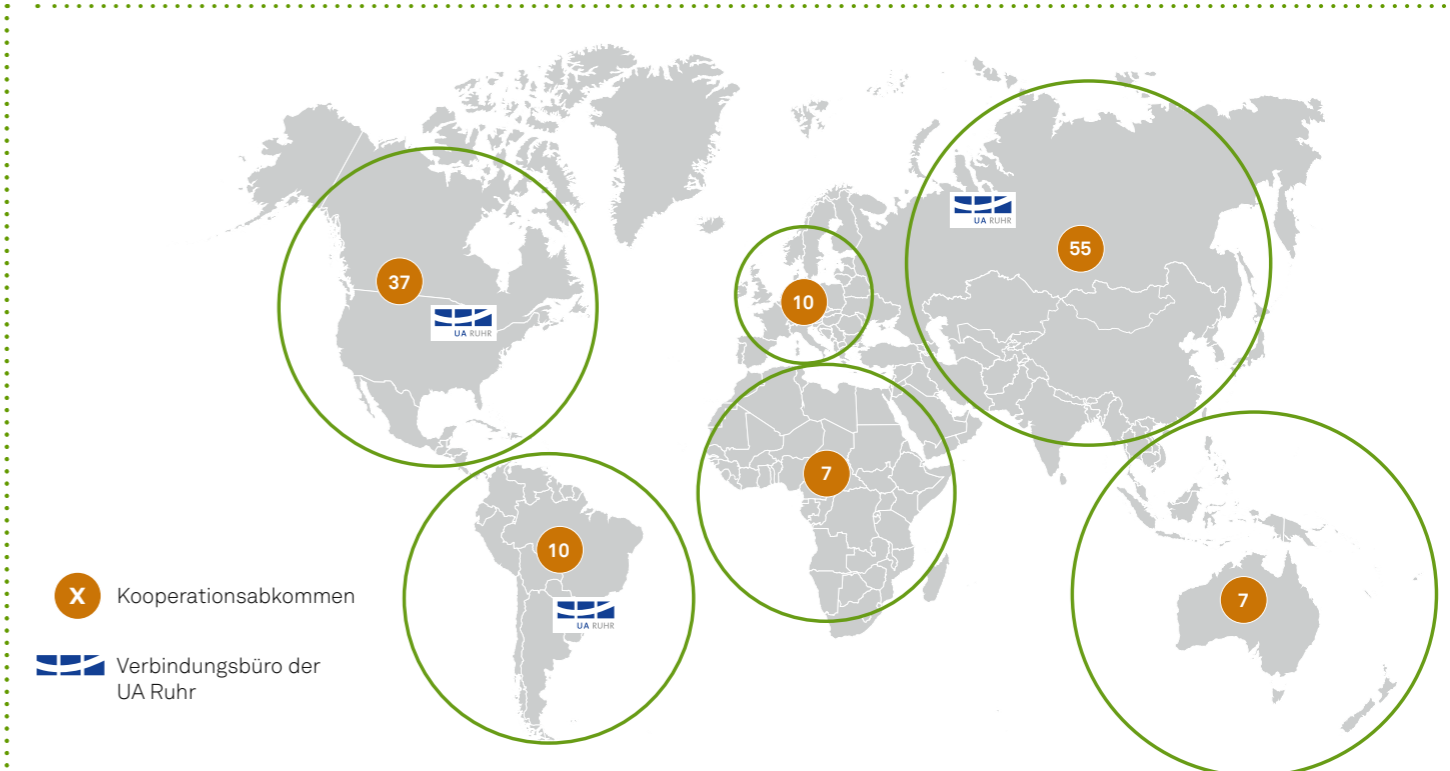 55
UA RUHR
37
10
UA RUHR
7
10
7
UA RUHR
X Kooperationsabkommen
Verbindungsbüro der
UA Ruhr